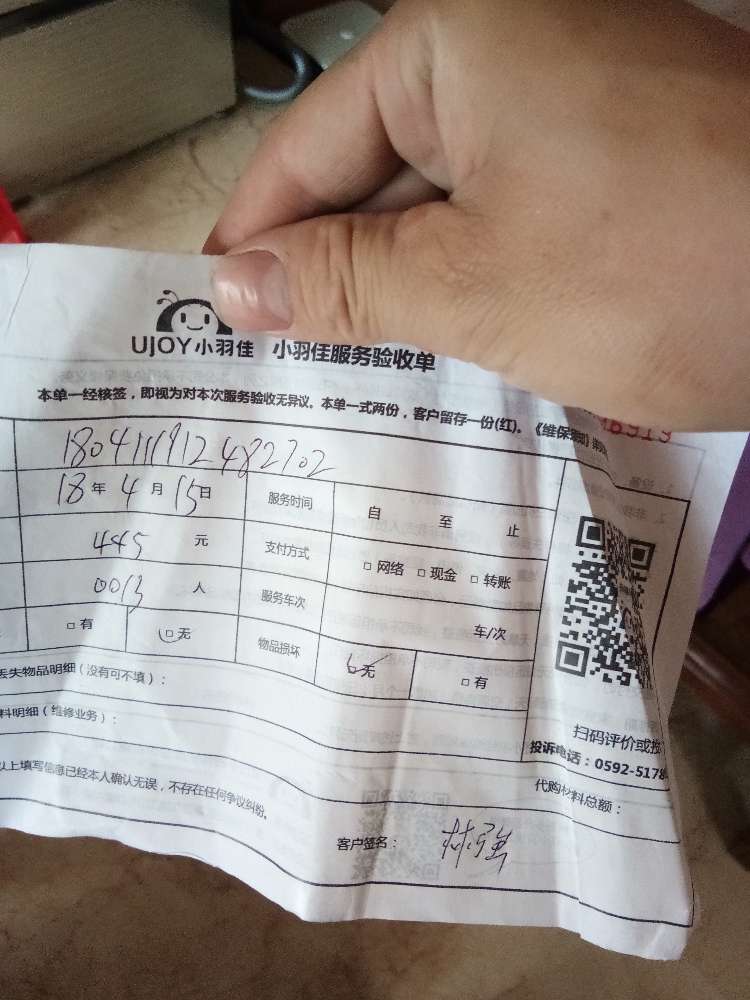 UJOY小羽佳 小羽佳服务验收单
本单一经核签，即视为对本次服务验收无异议。本单一式两份，客户留存一份(红)。《维保
6919
18年4月15日 服务时间 自 至 止
445 元 支付方式 □ 网络 □ 现金 □ 转账
0013 人 服务车次 车/次
□ 有 □ 无 物品损坏 □ 无 □ 有
丢失物品明细（没有可不填）：
料明细（维修业务）：
扫码评价或
投诉电话：0592-5178
代购材料总额：
以上填写信息已经本人确认无误，不存在任何争议纠纷。
客户签名： 林强